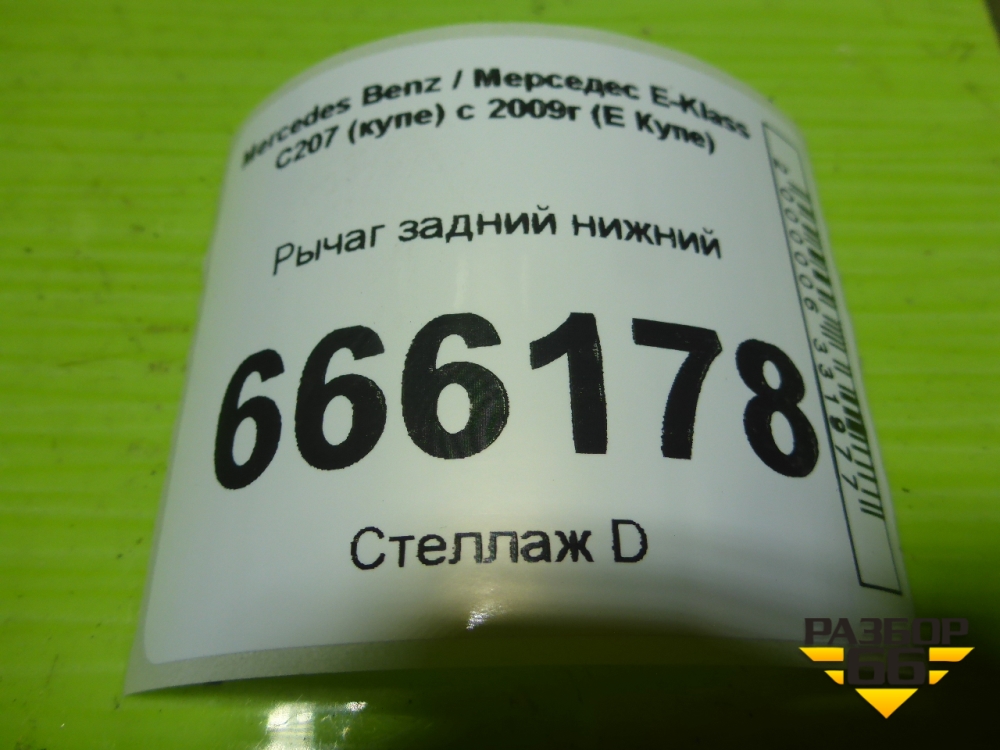 Mercedes Benz / Мерседес E-Klass
C207 (купе) с 2009г (Е Купе)
Рычаг задний нижний
666178
Стеллаж D
2000006331977
РАЗБОР
66